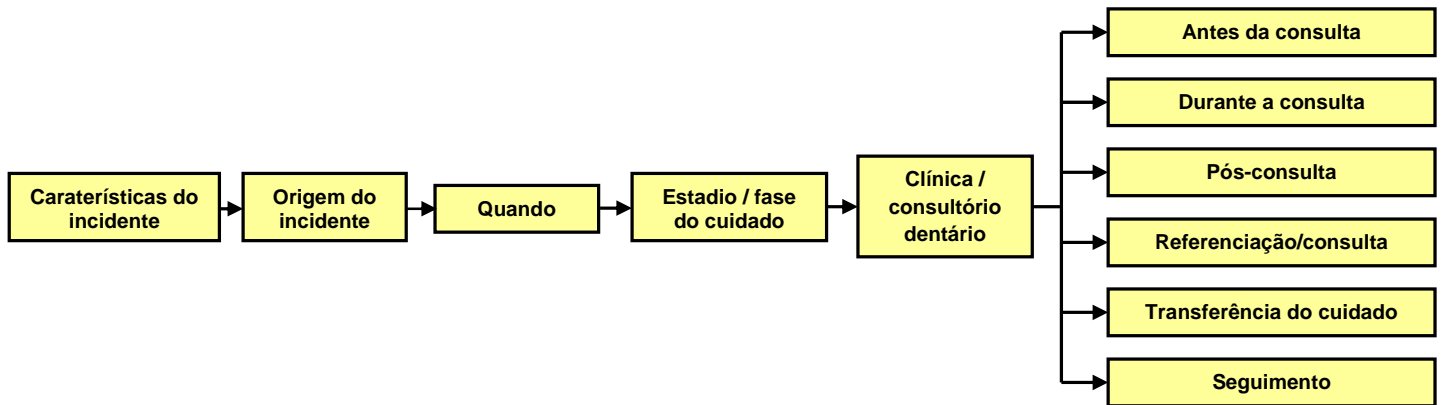 Caraterísticas do
incidente
Origem do
incidente
Quando
Estadio / fase
do cuidado
Clínica /
consultório
dentário
Antes da consulta
Durante a consulta
Pós-consulta
Referenciação/consulta
Transferência do cuidado
Seguimento